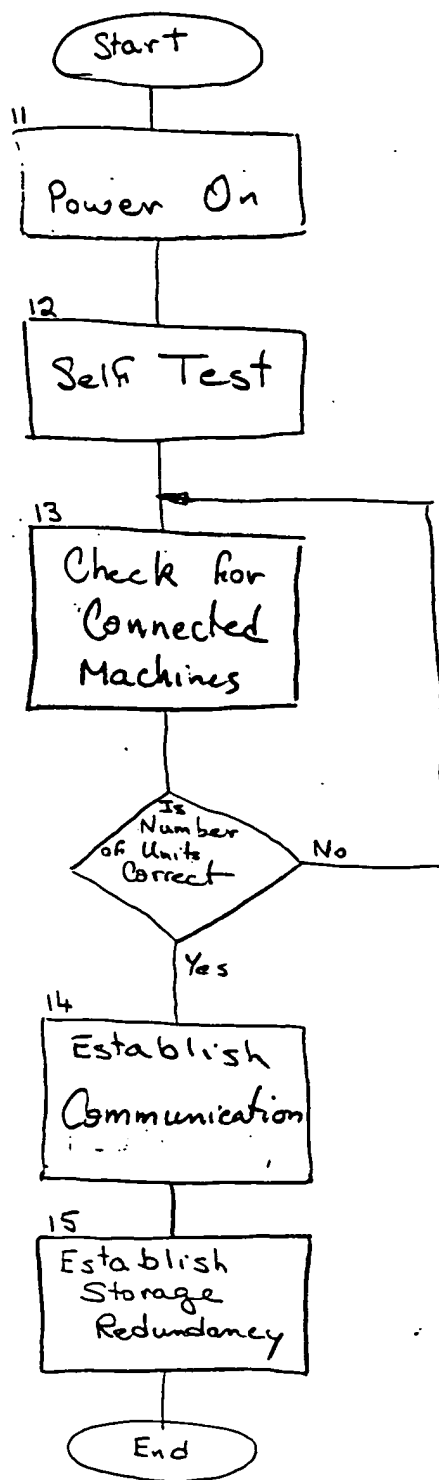 Start
11
Power On
12
Self Test
13
Check for
Connected
Machines
Is
Number
of Units
Correct
No
Yes
14
Establish
Communication
15
Establish
Storage
Redundancy
End